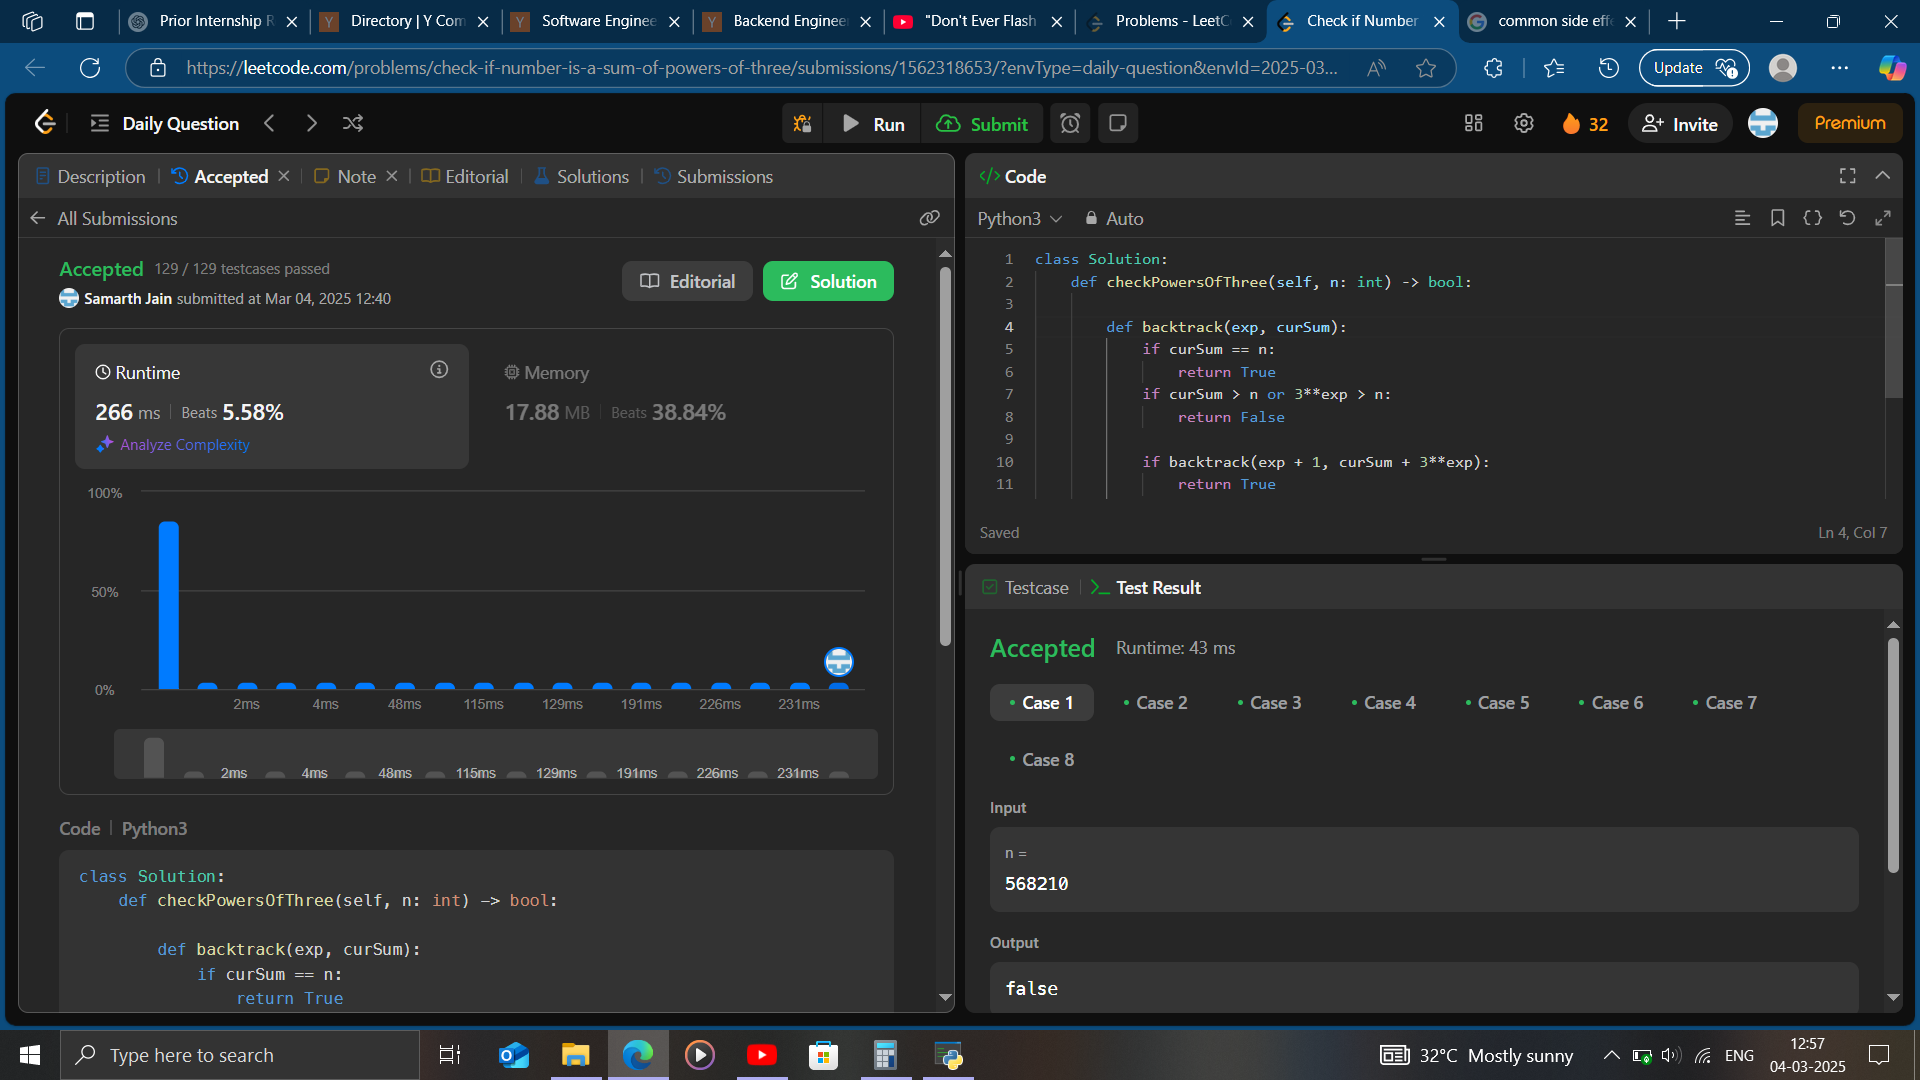 Prior Internship R
Directory | Y Com
Software Enginee
Backend Engineer
"Don't Ever Flash
Problems - LeetC
Check if Number
common side effe
https://leetcode.com/problems/check-if-number-is-a-sum-of-powers-of-three/submissions/1562318653/?envType=daily-question&envId=2025-03...
Update
Daily Question
Run
Submit
32
Invite
Premium
Description
Accepted
Note
Editorial
Solutions
Submissions
All Submissions
Accepted 129 / 129 testcases passed
Samarth Jain submitted at Mar 04, 2025 12:40
Editorial
Solution
Runtime
266 ms | Beats 5.58%
Analyze Complexity
Memory
17.88 MB | Beats 38.84%
100%
50%
0%
2ms 4ms 48ms 115ms 129ms 191ms 226ms 231ms
2ms 4ms 48ms 115ms 129ms 191ms 226ms 231ms
Code | Python3
class Solution:
def checkPowersOfThree(self, n: int) -> bool:
def backtrack(exp, curSum):
if curSum == n:
return True
</> Code
Python3
Auto
1 class Solution:
2 def checkPowersOfThree(self, n: int) -> bool:
3
4 def backtrack(exp, curSum):
5 if curSum == n:
6 return True
7 if curSum > n or 3**exp > n:
8 return False
9
10 if backtrack(exp + 1, curSum + 3**exp):
11 return True
Saved
Ln 4, Col 7
Testcase
Test Result
Accepted Runtime: 43 ms
Case 1 Case 2 Case 3 Case 4 Case 5 Case 6 Case 7
Case 8
Input
n =
568210
Output
false
Type here to search
32°C Mostly sunny
ENG
12:57
04-03-2025